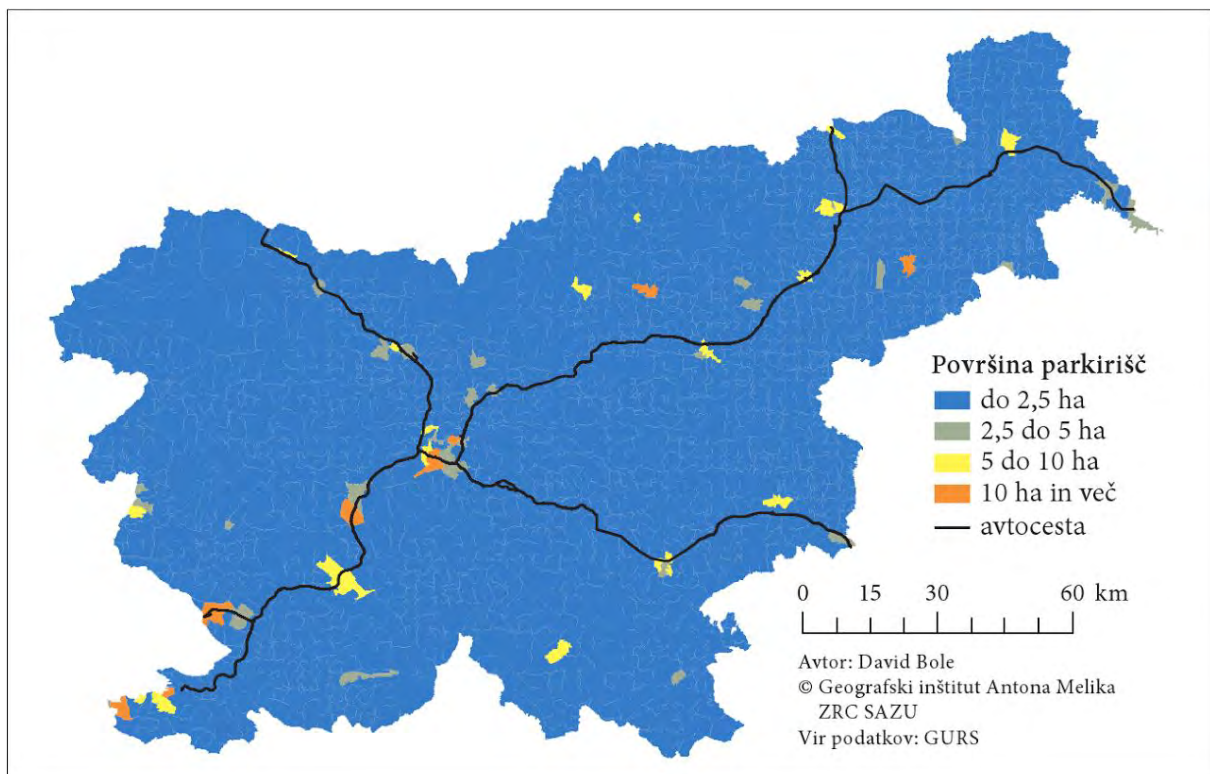 Površina parkirišč
do 2,5 ha
2,5 do 5 ha
5 do 10 ha
10 ha in več
avtocesta
0 15 30 60 km
Avtor: David Bole
© Geografski inštitut Antona Melika
ZRC SAZU
Vir podatkov: GURS